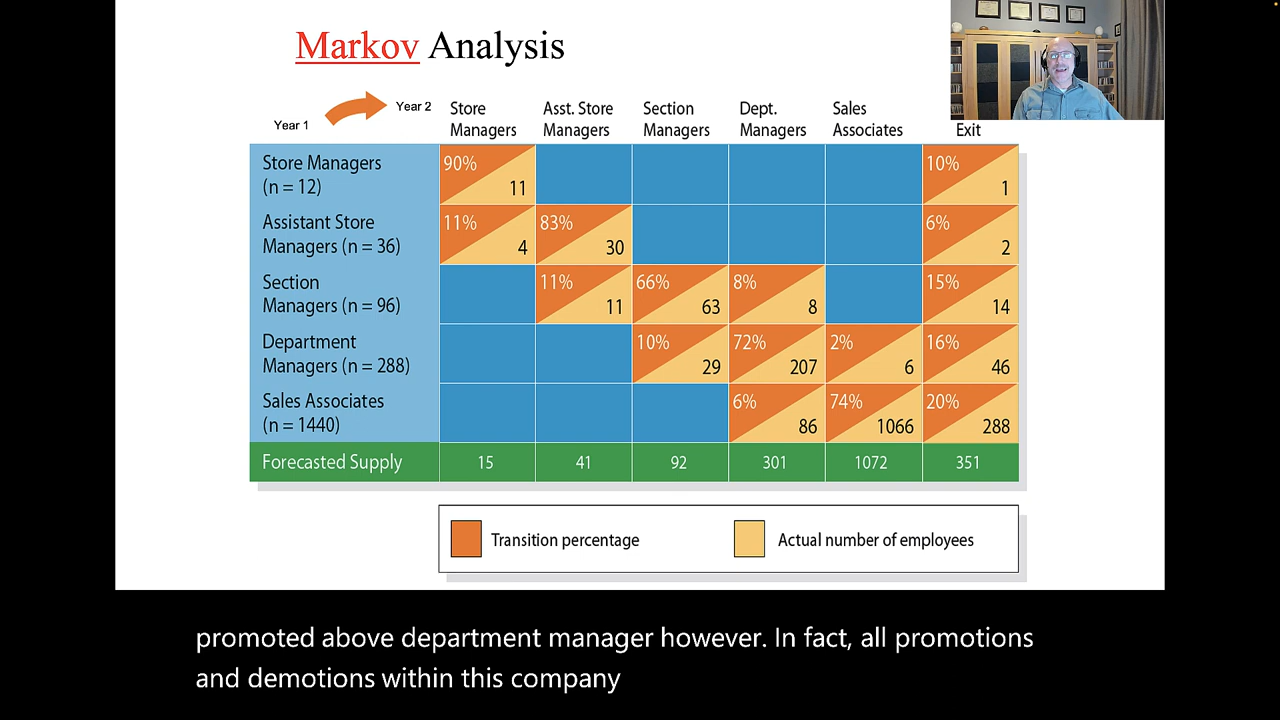 Markov Analysis
Year 1
Year 2
Store Managers
Asst. Store Managers
Section Managers
Dept. Managers
Sales Associates
Exit
Store Managers (n = 12)
90%
11
10%
1
Assistant Store Managers (n = 36)
11%
4
83%
30
6%
2
Section Managers (n = 96)
11%
11
66%
63
8%
8
15%
14
Department Managers (n = 288)
10%
29
72%
207
2%
6
16%
46
Sales Associates (n = 1440)
6%
86
74%
1066
20%
288
Forecasted Supply
15
41
92
301
1072
351
Transition percentage
Actual number of employees
promoted above department manager however. In fact, all promotions
and demotions within this company